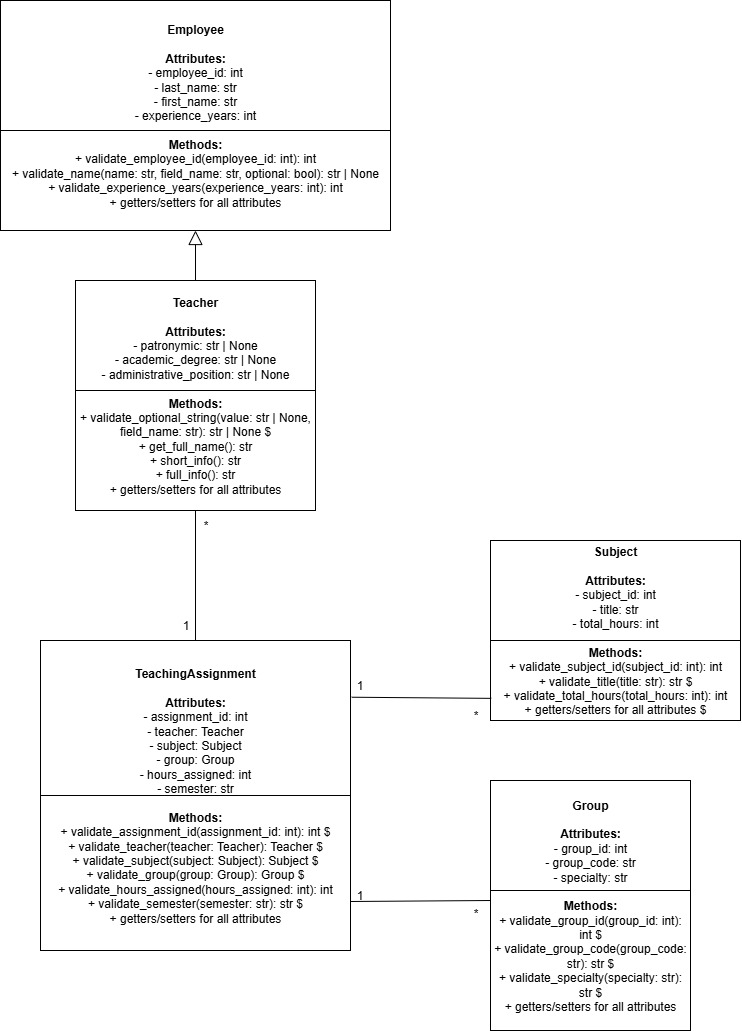 Employee
Attributes:
- employee_id: int
- last_name: str
- first_name: str
- experience_years: int
Methods:
+ validate_employee_id(employee_id: int): int
+ validate_name(name: str, field_name: str, optional: bool): str | None
+ validate_experience_years(experience_years: int): int
+ getters/setters for all attributes
Teacher
Attributes:
- patronymic: str | None
- academic_degree: str | None
- administrative_position: str | None
Methods:
+ validate_optional_string(value: str | None,
field_name: str): str | None $
+ get_full_name(): str
+ short_info(): str
+ full_info(): str
+ getters/setters for all attributes
*
1
Subject
Attributes:
- subject_id: int
- title: str
- total_hours: int
Methods:
+ validate_subject_id(subject_id: int): int
+ validate_title(title: str): str $
+ validate_total_hours(total_hours: int): int
+ getters/setters for all attributes $
TeachingAssignment
Attributes:
- assignment_id: int
- teacher: Teacher
- subject: Subject
- group: Group
- hours_assigned: int
- semester: str
Methods:
+ validate_assignment_id(assignment_id: int): int $
+ validate_teacher(teacher: Teacher): Teacher $
+ validate_subject(subject: Subject): Subject $
+ validate_group(group: Group): Group $
+ validate_hours_assigned(hours_assigned: int): int
+ validate_semester(semester: str): str $
+ getters/setters for all attributes
1
*
1
*
Group
Attributes:
- group_id: int
- group_code: str
- specialty: str
Methods:
+ validate_group_id(group_id: int):
int $
+ validate_group_code(group_code:
str): str $
+ validate_specialty(specialty: str):
str $
+ getters/setters for all attributes